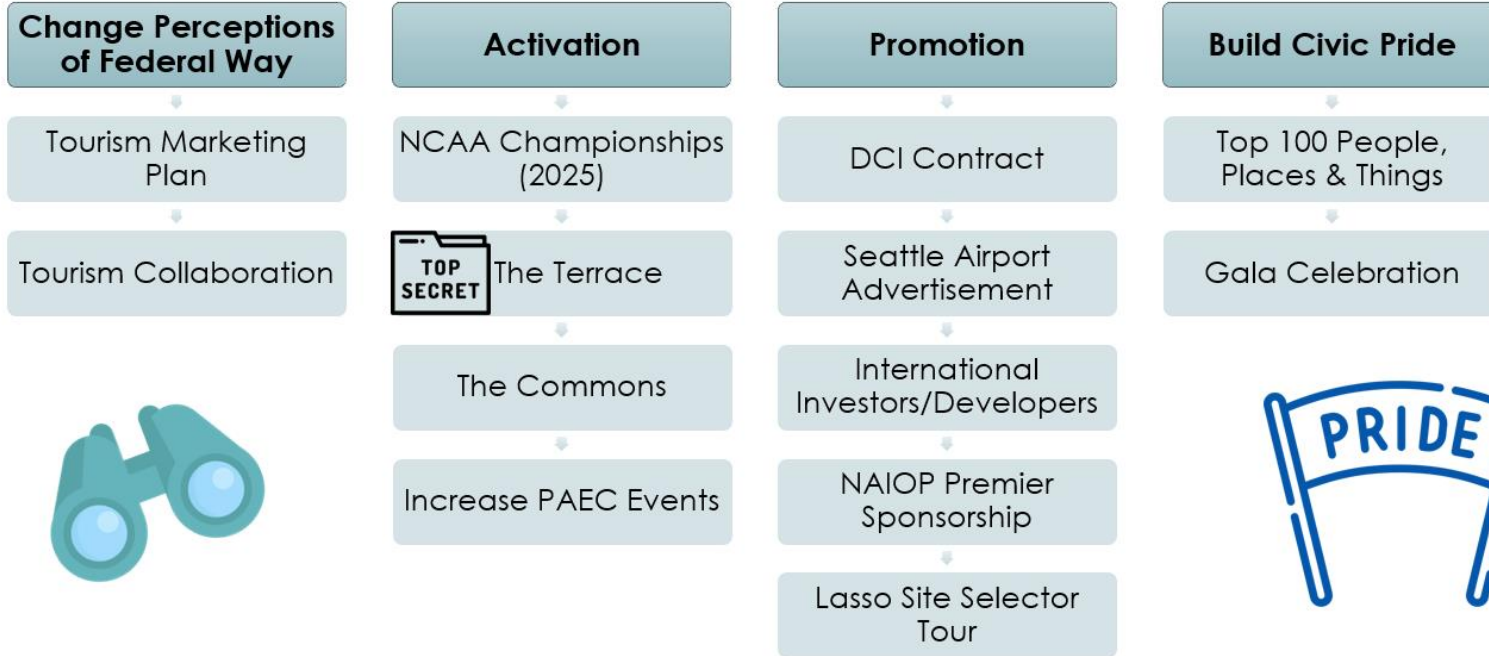 Change Perceptions
of Federal Way
Tourism Marketing
Plan
Tourism Collaboration
Activation
NCAA Championships
(2025)
TOP
SECRET
The Terrace
The Commons
Increase PAEC Events
Promotion
DCI Contract
Seattle Airport
Advertisement
International
Investors/Developers
NAIOP Premier
Sponsorship
Lasso Site Selector
Tour
Build Civic Pride
Top 100 People,
Places & Things
Gala Celebration
PRIDE